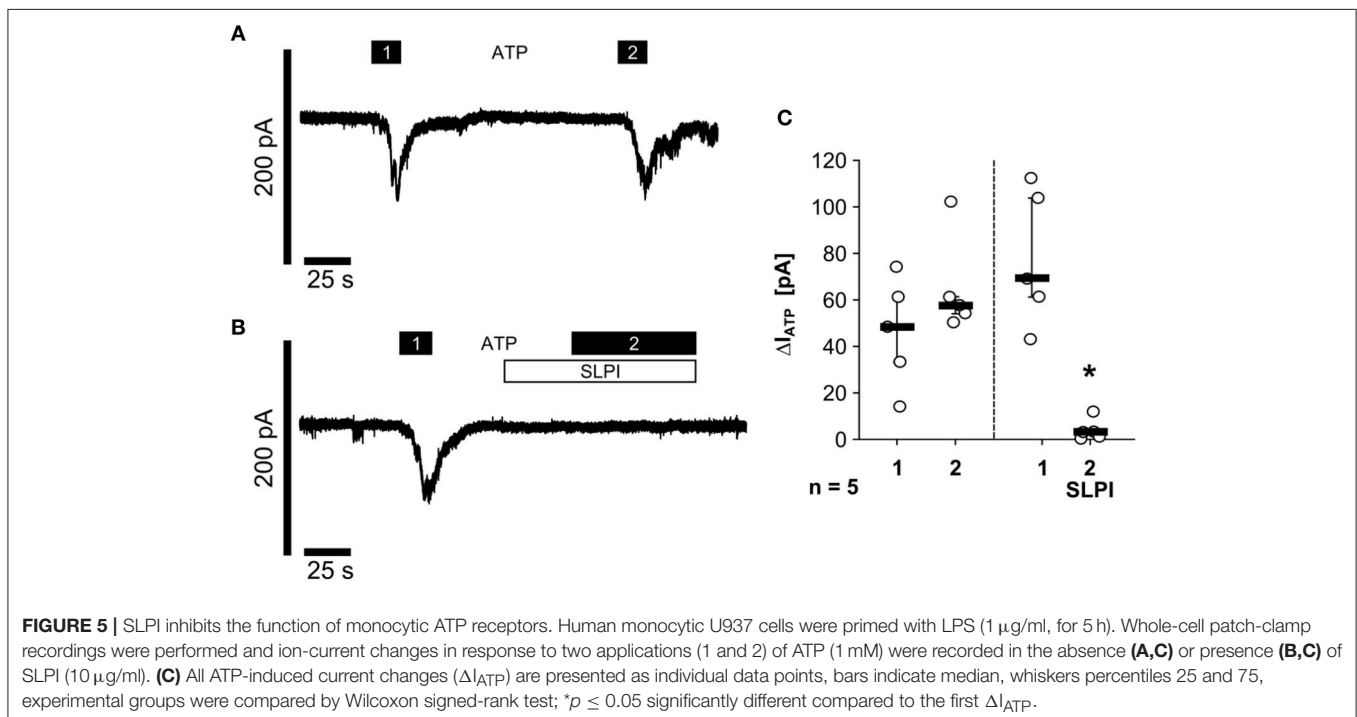 A
1 ATP 2
200 pA
25 s
B
1 ATP 2
SLPI
200 pA
25 s
C
ΔI_ATP [pA]
120
100
80
60
40
20
0
*
1 2 1 2
n = 5 SLPI
FIGURE 5 | SLPI inhibits the function of monocytic ATP receptors. Human monocytic U937 cells were primed with LPS (1 μg/ml, for 5 h). Whole-cell patch-clamp
recordings were performed and ion-current changes in response to two applications (1 and 2) of ATP (1 mM) were recorded in the absence (A,C) or presence (B,C) of
SLPI (10 μg/ml). (C) All ATP-induced current changes (ΔI_ATP) are presented as individual data points, bars indicate median, whiskers percentiles 25 and 75,
experimental groups were compared by Wilcoxon signed-rank test; *p ≤ 0.05 significantly different compared to the first ΔI_ATP.